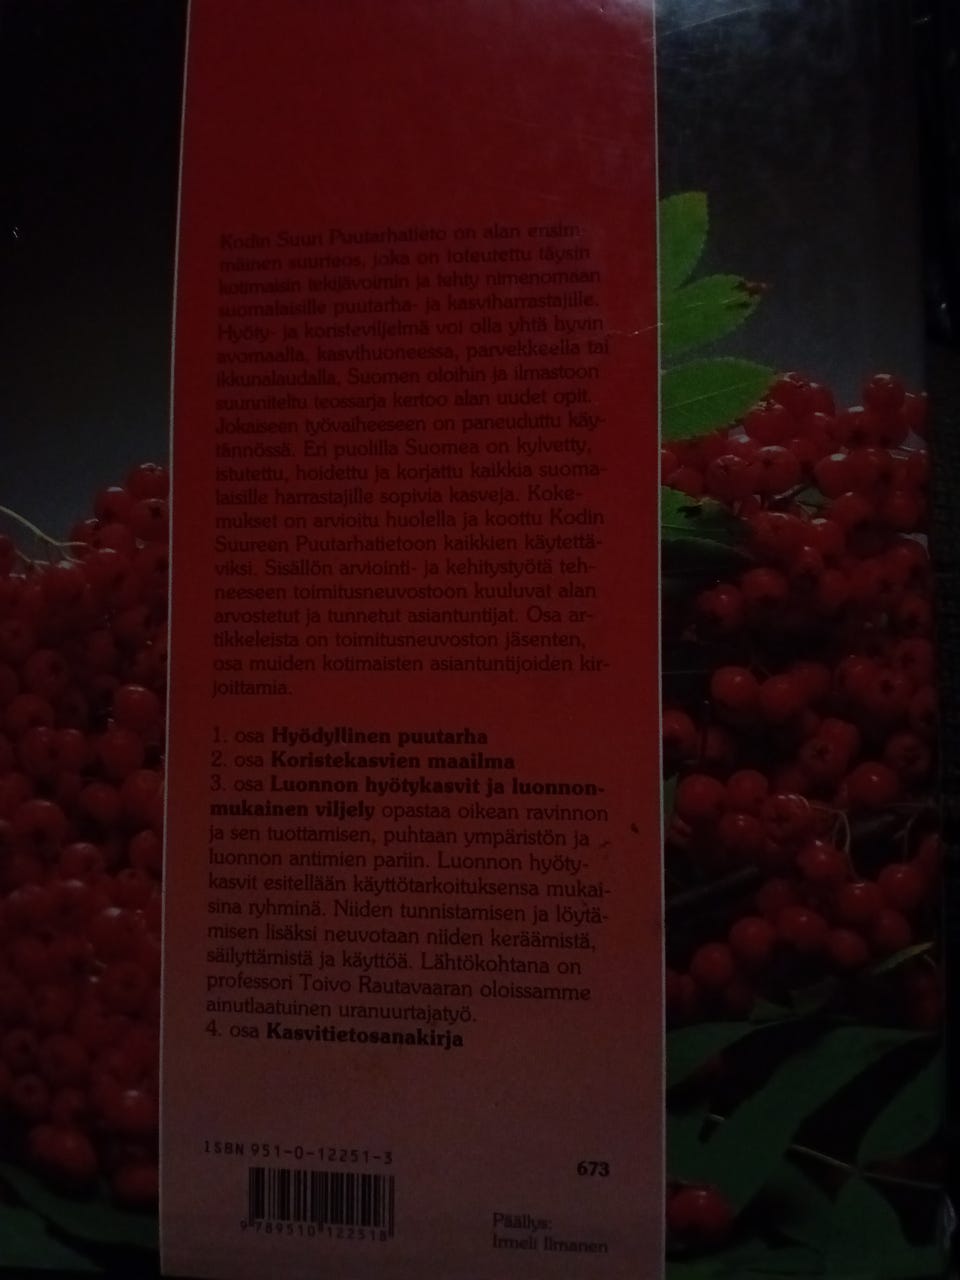 Kodin Suuri Puutarhatieto on alan ensim-
mäinen suurteos, joka on toteutettu täysin
kotimaisin tekijävoimin ja tehty nimenomaan
suomalaisille puutarha- ja kasviharrastajille.
Hyöty- ja koristeviljelmä voi olla yhtä hyvin
avomaalla, kasvihuoneessa, parvekkeella tai
ikkunalaudalla, Suomen oloihin ja ilmastoon
suunniteltu teossarja kertoo alan uudet opit.
Jokaiseen työvaiheeseen on paneuduttu käy-
tännössä. Eri puolilla Suomea on kylvetty,
istutettu, hoidettu ja korjattu kaikkia suoma-
laisille harrastajille sopivia kasveja. Koke-
mukset on arvioitu huolella ja koottu Kodin
Suureen Puutarhatietoon kaikkien käytettä-
viksi. Sisällön arviointi- ja kehitystyötä teh-
neeseen toimitusneuvostoon kuuluvat alan
arvostetut ja tunnetut asiantuntijat. Osa ar-
tikkeleista on toimitusneuvoston jäsenten,
osa muiden kotimaisten asiantuntijoiden kir-
joittamia.
1. osa Hyödyllinen puutarha
2. osa Koristekasvien maailma
3. osa Luonnon hyötykasvit ja luonnon-
mukainen viljely opastaa oikean ravinnon
ja sen tuottamisen, puhtaan ympäristön ja
luonnon antimien pariin. Luonnon hyöty-
kasvit esitellään käyttötarkoituksensa mukai-
sina ryhminä. Niiden tunnistamisen ja löytä-
misen lisäksi neuvotaan niiden keräämistä,
säilyttämistä ja käyttöä. Lähtökohtana on
professori Toivo Rautavaaran oloissamme
ainutlaatuinen uranuurtajatyö.
4. osa Kasvitietosanakirja
ISBN 951-0-12251-3
673
9 789510 122518
Päällys:
Irmeli Ilmanen